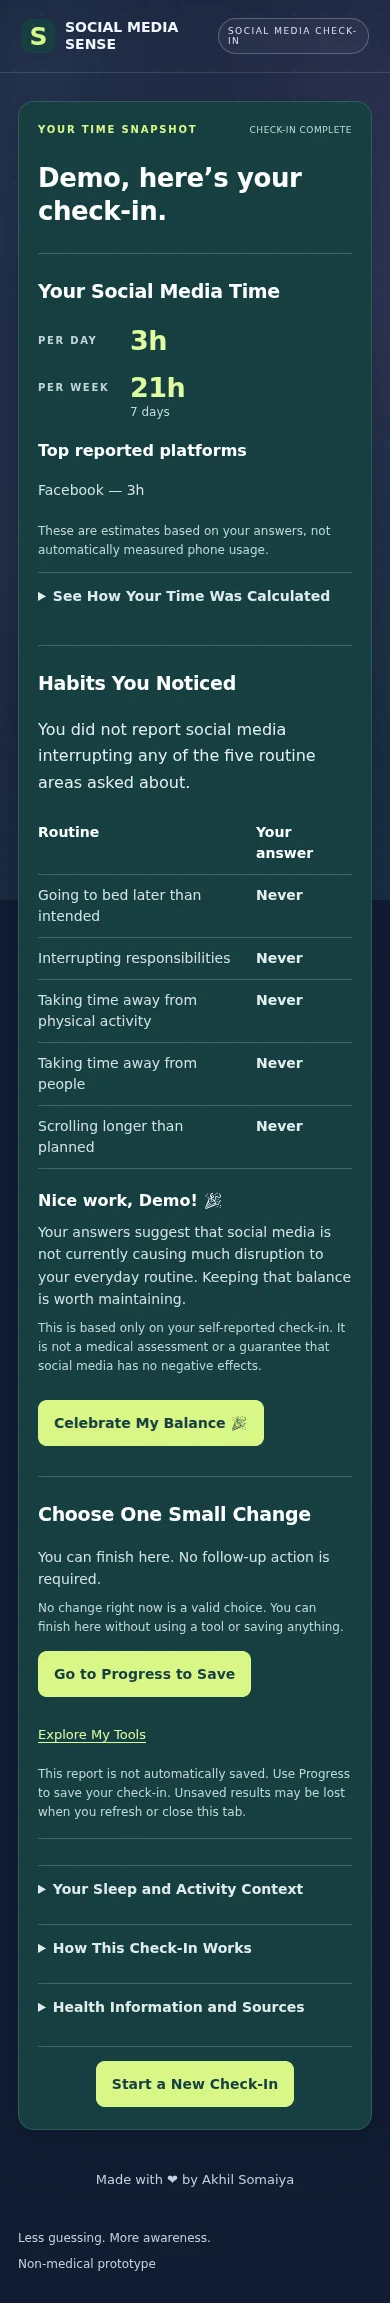 S
SOCIAL MEDIA
SENSE
SOCIAL MEDIA CHECK-
IN
YOUR TIME SNAPSHOT
CHECK-IN COMPLETE
Demo, here’s your
check-in.
Your Social Media Time
PER DAY 3h
PER WEEK 21h
7 days
Top reported platforms
Facebook — 3h
These are estimates based on your answers, not
automatically measured phone usage.
▶ See How Your Time Was Calculated
Habits You Noticed
You did not report social media
interrupting any of the five routine
areas asked about.
Routine Your
answer
Going to bed later than Never
intended
Interrupting responsibilities Never
Taking time away from Never
physical activity
Taking time away from Never
people
Scrolling longer than Never
planned
Nice work, Demo! 🎉
Your answers suggest that social media is
not currently causing much disruption to
your everyday routine. Keeping that balance
is worth maintaining.
This is based only on your self-reported check-in. It
is not a medical assessment or a guarantee that
social media has no negative effects.
Celebrate My Balance 🎉
Choose One Small Change
You can finish here. No follow-up action is
required.
No change right now is a valid choice. You can
finish here without using a tool or saving anything.
Go to Progress to Save
Explore My Tools
This report is not automatically saved. Use Progress
to save your check-in. Unsaved results may be lost
when you refresh or close this tab.
▶ Your Sleep and Activity Context
▶ How This Check-In Works
▶ Health Information and Sources
Start a New Check-In
Made with ❤ by Akhil Somaiya
Less guessing. More awareness.
Non-medical prototype